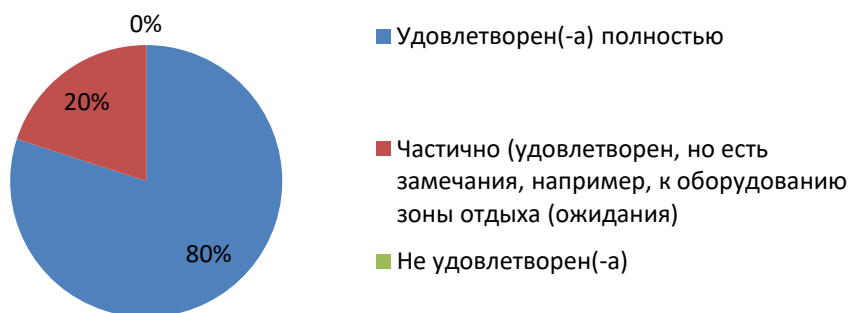 0%
20%
80%
Удовлетворен(-а) полностью
Частично (удовлетворен, но есть
замечания, например, к оборудованию
зоны отдыха (ожидания)
Не удовлетворен(-а)